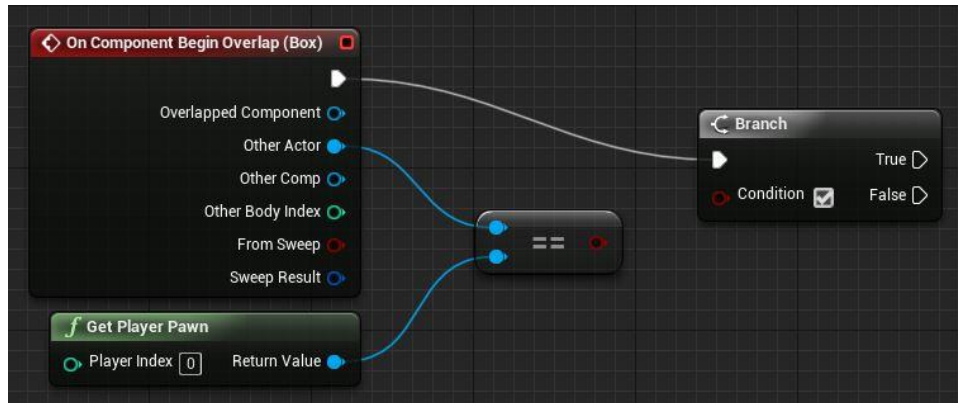 On Component Begin Overlap (Box)
Overlapped Component
Other Actor
Other Comp
Other Body Index
From Sweep
Sweep Result
f Get Player Pawn
Player Index 0 Return Value
==
Branch
True
Condition False